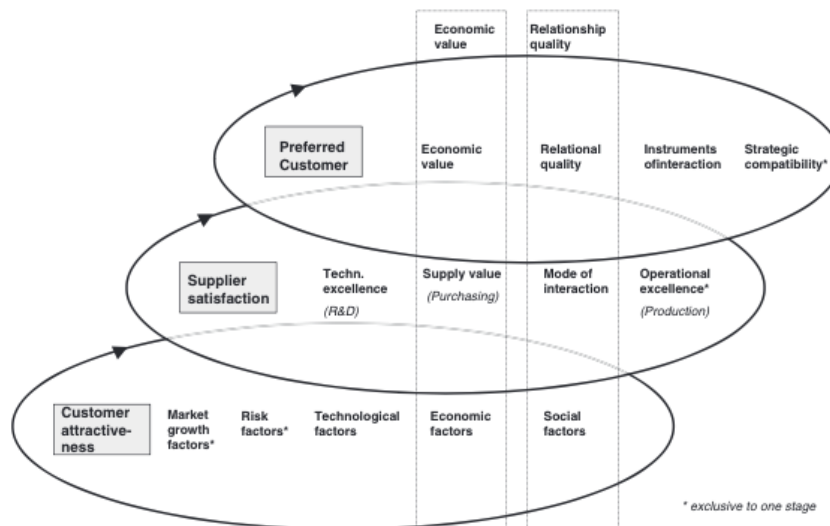 Economic
value
Relationship
quality
Preferred
Customer
Economic
value
Relational
quality
Instruments
ofinteraction
Strategic
compatibility*
Supplier
satisfaction
Techn.
excellence
(R&D)
Supply value
(Purchasing)
Mode of
interaction
Operational
excellence*
(Production)
Customer
attractive-
ness
Market
growth
factors*
Risk
factors*
Technological
factors
Economic
factors
Social
factors
* exclusive to one stage